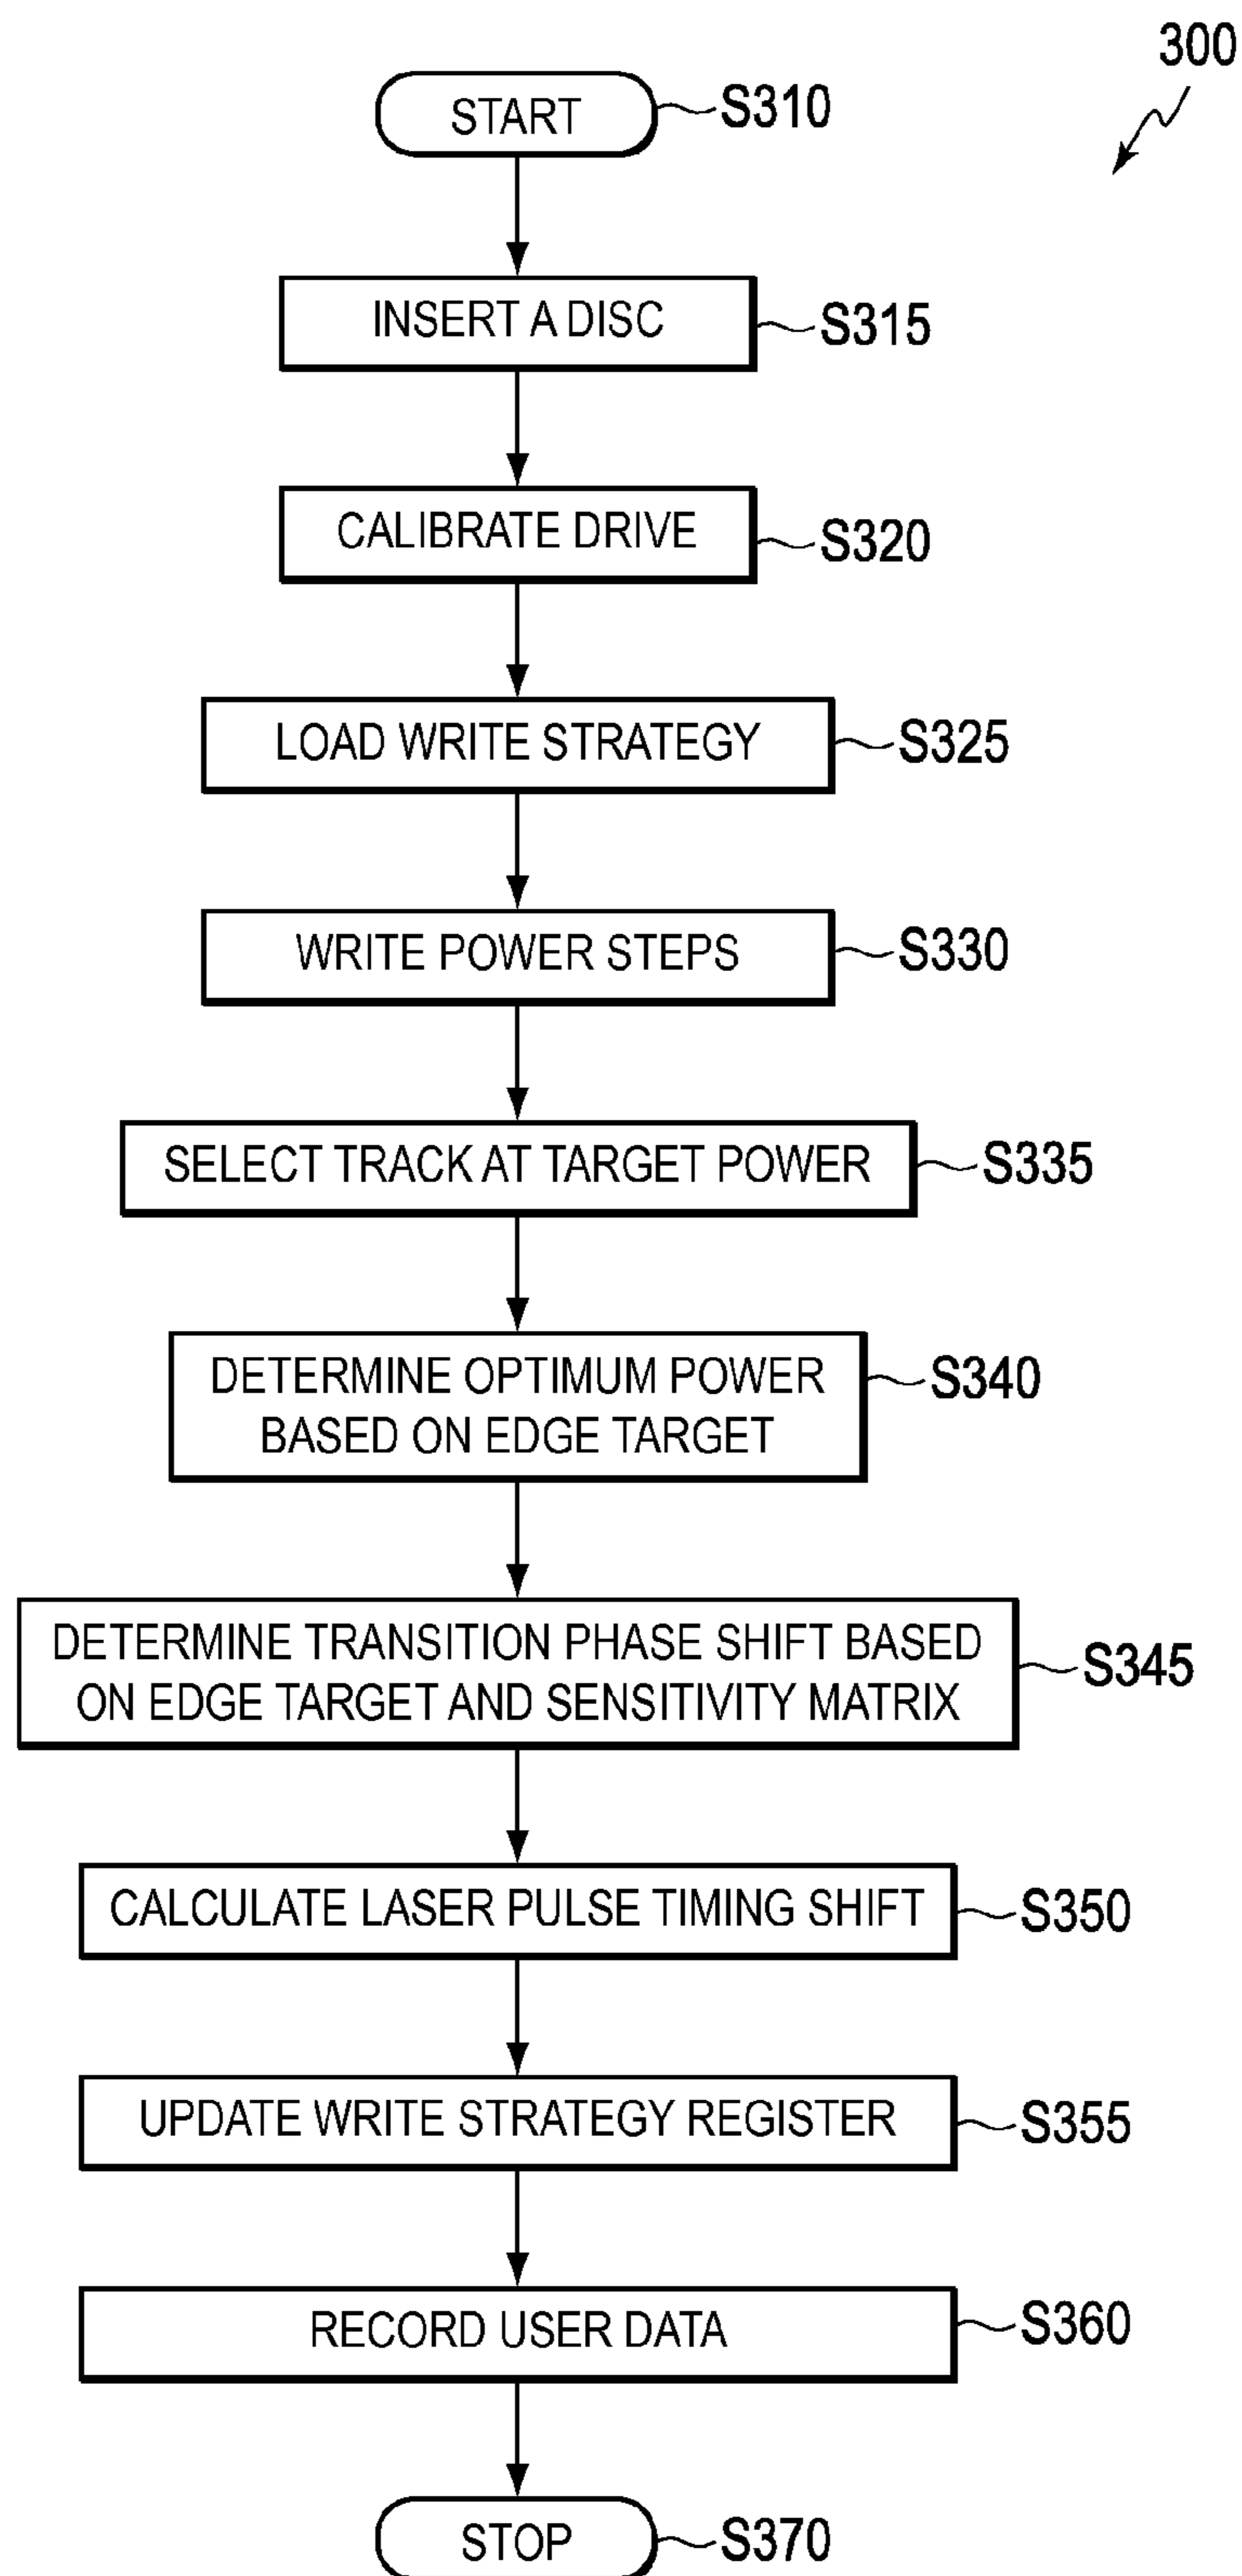 300
START
S310
INSERT A DISC
S315
CALIBRATE DRIVE
S320
LOAD WRITE STRATEGY
S325
WRITE POWER STEPS
S330
SELECT TRACK AT TARGET POWER
S335
DETERMINE OPTIMUM POWER
BASED ON EDGE TARGET
S340
DETERMINE TRANSITION PHASE SHIFT BASED
ON EDGE TARGET AND SENSITIVITY MATRIX
S345
CALCULATE LASER PULSE TIMING SHIFT
S350
UPDATE WRITE STRATEGY REGISTER
S355
RECORD USER DATA
S360
STOP
S370